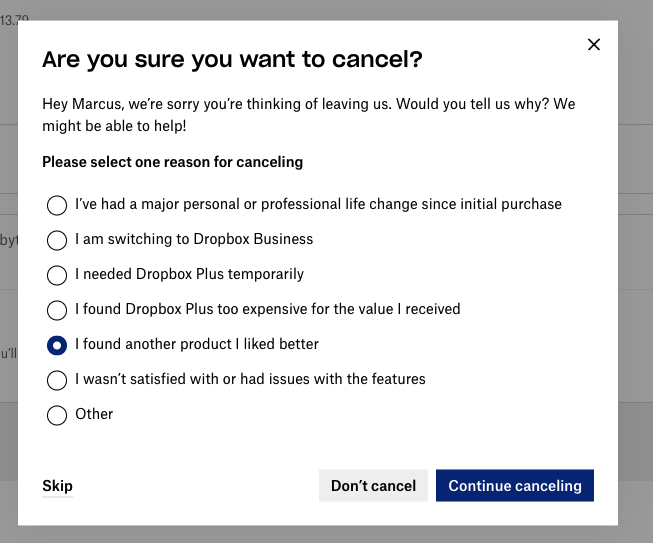 13.79
Are you sure you want to cancel?
Hey Marcus, we're sorry you're thinking of leaving us. Would you tell us why? We
might be able to help!
Please select one reason for canceling
I've had a major personal or professional life change since initial purchase
I am switching to Dropbox Business
byt
I needed Dropbox Plus temporarily
I found Dropbox Plus too expensive for the value I received
I found another product I liked better
u'll
I wasn't satisfied with or had issues with the features
Other
Skip
Don't cancel
Continue canceling